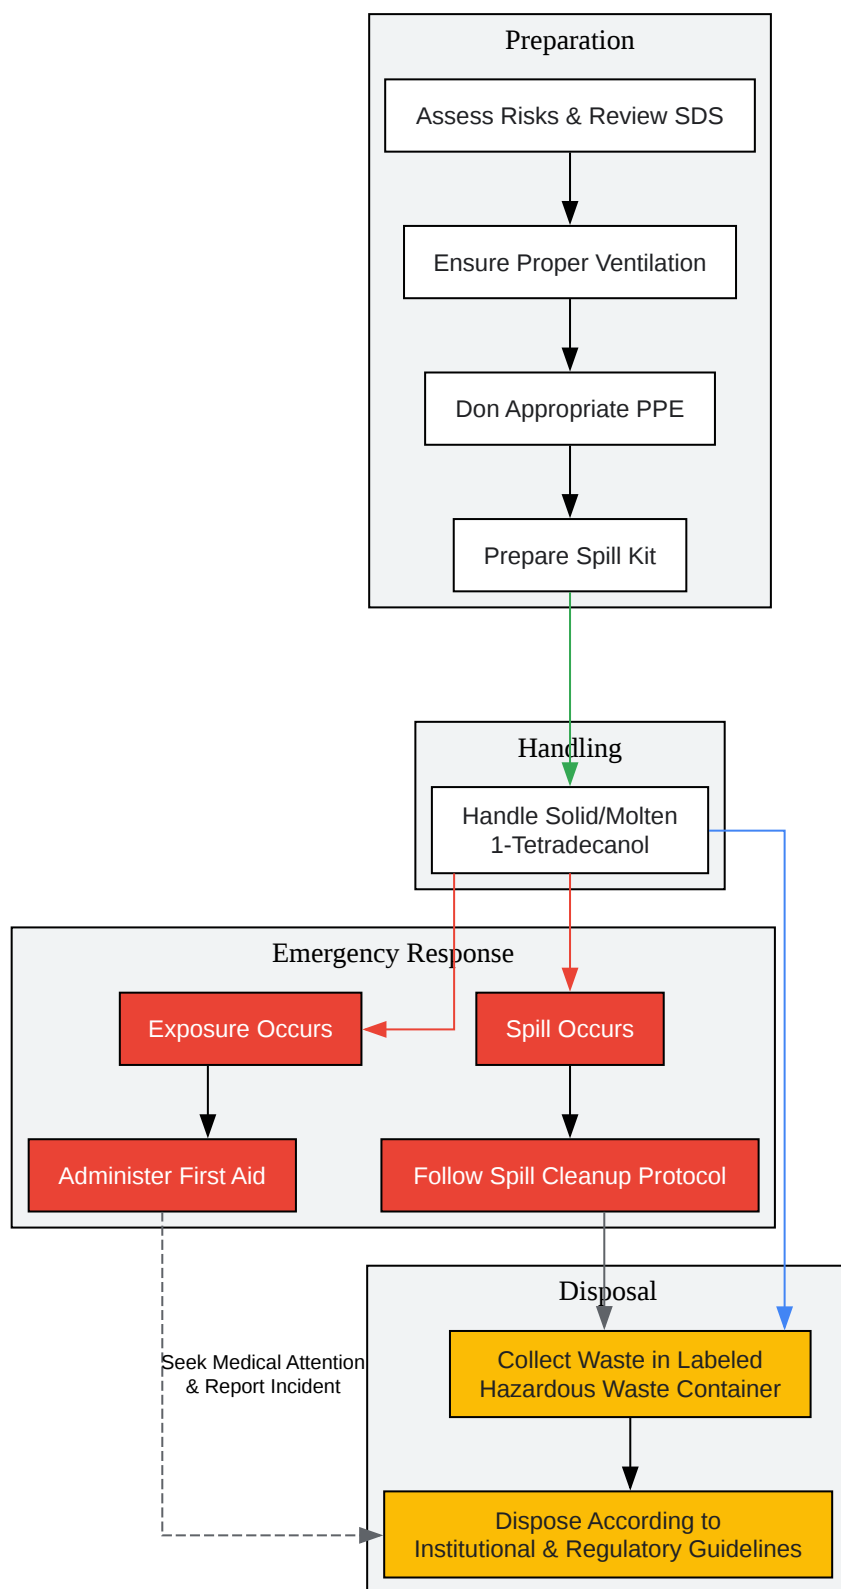 Preparation
Assess Risks & Review SDS
Ensure Proper Ventilation
Don Appropriate PPE
Prepare Spill Kit
Handling
Handle Solid/Molten
1-Tetradecanol
Emergency Response
Exposure Occurs
Spill Occurs
Administer First Aid
Follow Spill Cleanup Protocol
Seek Medical Attention
& Report Incident
Disposal
Collect Waste in Labeled
Hazardous Waste Container
Dispose According to
Institutional & Regulatory Guidelines